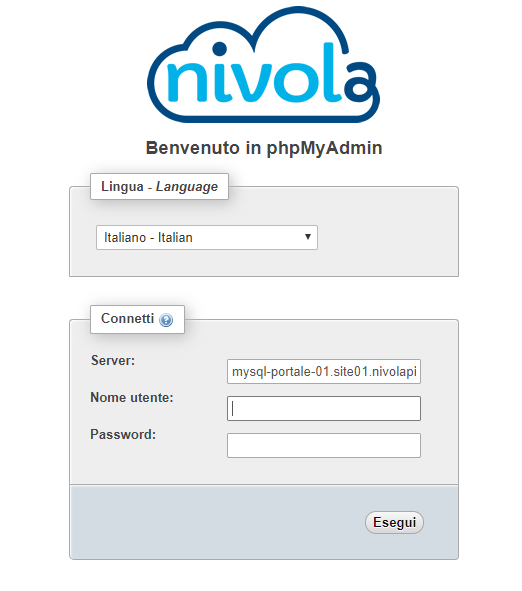 nivola
Benvenuto in phpMyAdmin
Lingua - Language
Italiano - Italian
Connetti
Server:
mysql-portale-01.site01.nivolapi
Nome utente:
Password:
Esegui